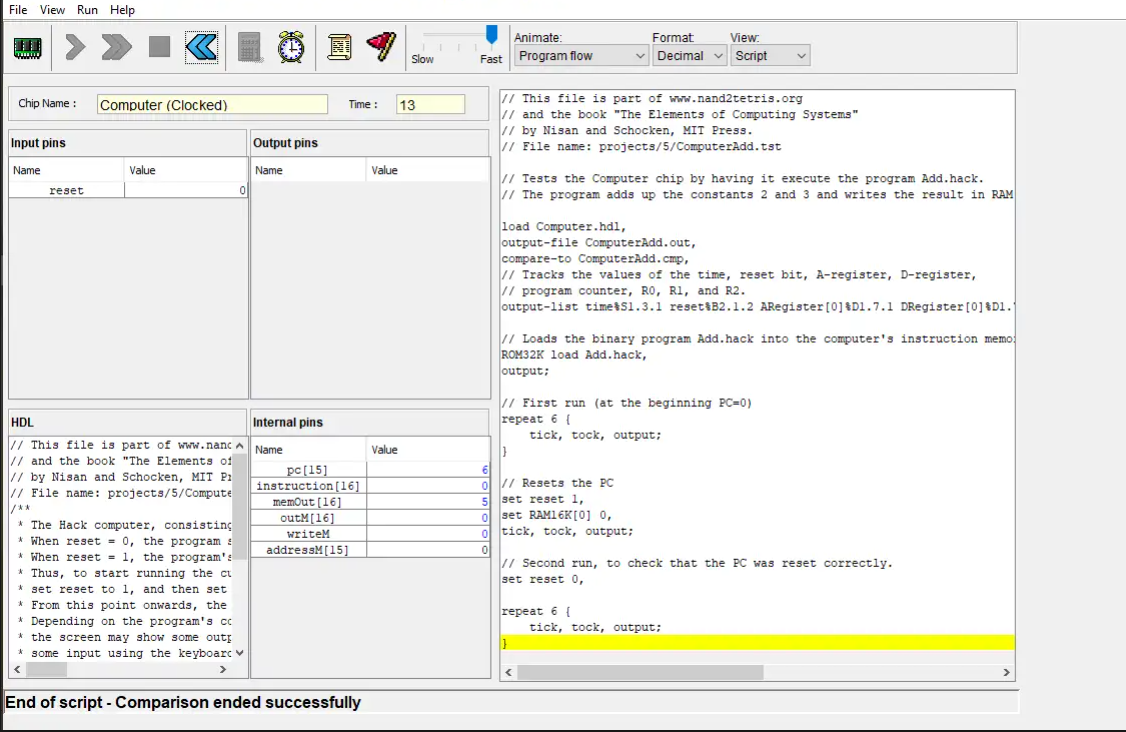 File View Run Help
Slow Fast
Animate: Format: View:
Program flow Decimal Script
Chip Name : Computer (Clocked) Time : 13
Input pins
Name Value
reset 0
Output pins
Name Value
HDL
// This file is part of www.nand
// and the book "The Elements of
// by Nisan and Schocken, MIT Pr
// File name: projects/5/Compute
/**
* The Hack computer, consisting
* When reset = 0, the program s
* When reset = 1, the program's
* Thus, to start running the cu
* set reset to 1, and then set
* From this point onwards, the
* Depending on the program's co
* the screen may show some outp
* some input using the keyboard
Internal pins
Name Value
pc[15] 6
instruction[16] 0
memOut[16] 5
outM[16] 0
writeM 0
addressM[15] 0
// This file is part of www.nand2tetris.org
// and the book "The Elements of Computing Systems"
// by Nisan and Schocken, MIT Press.
// File name: projects/5/ComputerAdd.tst
// Tests the Computer chip by having it execute the program Add.hack.
// The program adds up the constants 2 and 3 and writes the result in RAM
load Computer.hdl,
output-file ComputerAdd.out,
compare-to ComputerAdd.cmp,
// Tracks the values of the time, reset bit, A-register, D-register,
// program counter, R0, R1, and R2.
output-list time%S1.3.1 reset%B2.1.2 ARegister[0]%D1.7.1 DRegister[0]%D1.
// Loads the binary program Add.hack into the computer's instruction memo
ROM32K load Add.hack,
output;
// First run (at the beginning PC=0)
repeat 6 {
tick, tock, output;
}
// Resets the PC
set reset 1,
set RAM16K[0] 0,
tick, tock, output;
// Second run, to check that the PC was reset correctly.
set reset 0,
repeat 6 {
tick, tock, output;
}
End of script - Comparison ended successfully